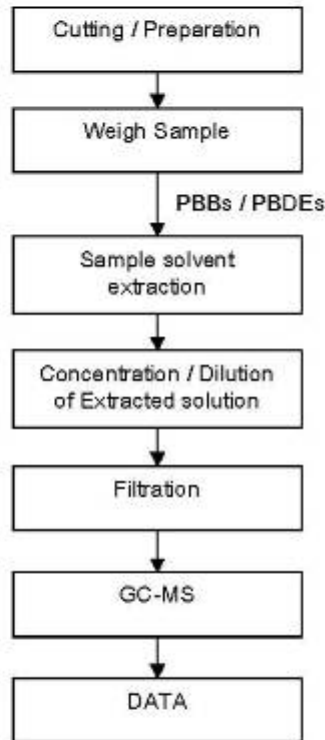 Cutting / Preparation
Weigh Sample
PBBs / PBDEs
Sample solvent
extraction
Concentration / Dilution
of Extracted solution
Filtration
GC-MS
DATA